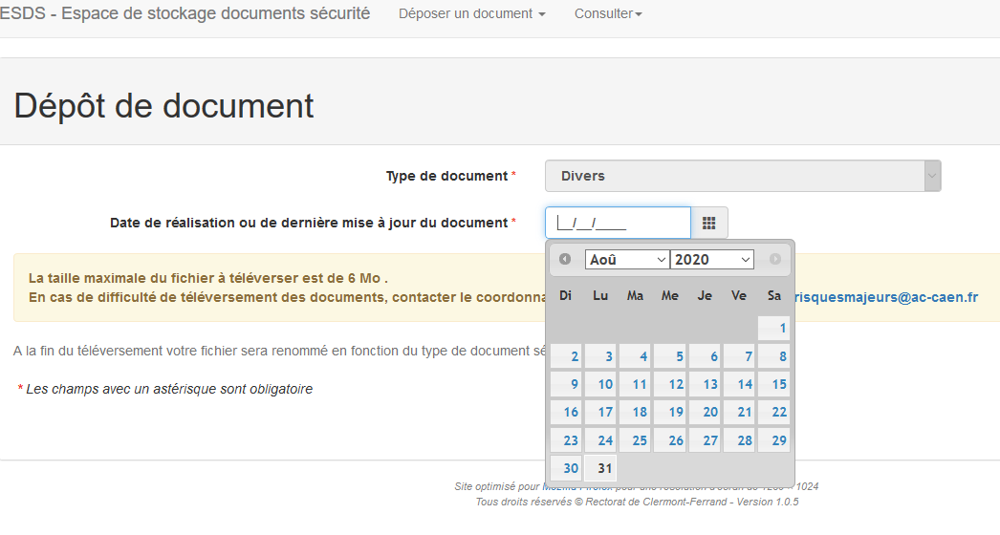 ESDS - Espace de stockage documents sécurité Déposer un document Consulter
Dépôt de document
Type de document * Divers
Date de réalisation ou de dernière mise à jour du document * __/__/____
Aoû 2020
Di Lu Ma Me Je Ve Sa
1
2 3 4 5 6 7 8
9 10 11 12 13 14 15
16 17 18 19 20 21 22
23 24 25 26 27 28 29
30 31
La taille maximale du fichier à téléverser est de 6 Mo .
En cas de difficulté de téléversement des documents, contacter le coordonna risquesmajeurs@ac-caen.fr
A la fin du téléversement votre fichier sera renommé en fonction du type de document sé
* Les champs avec un astérisque sont obligatoire
Site optimisé pour 1024
Tous droits réservés © Rectorat de Clermont-Ferrand - Version 1.0.5